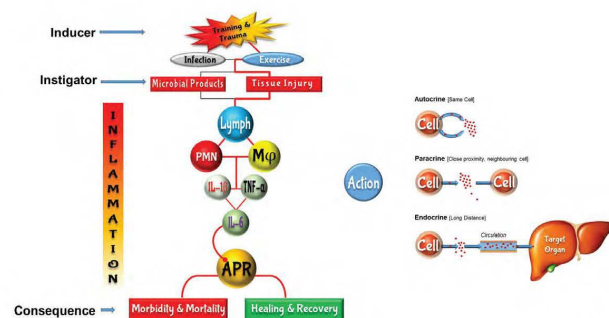 Inducer
Training &
Trauma
Infection
Exercise
Instigator
Microbial Products
Tissue Injury
INFLAMMATION
Lymph
PMN
Mφ
IL-1β
TNF-α
IL-6
APR
Consequence
Morbidity & Mortality
Healing & Recovery
Action
Autocrine [Same Cell]
Cell
Paracrine [Close proximity, neighbouring cell]
Cell
Cell
Endocrine [Long Distance]
Cell
Circulation
Target
Organ